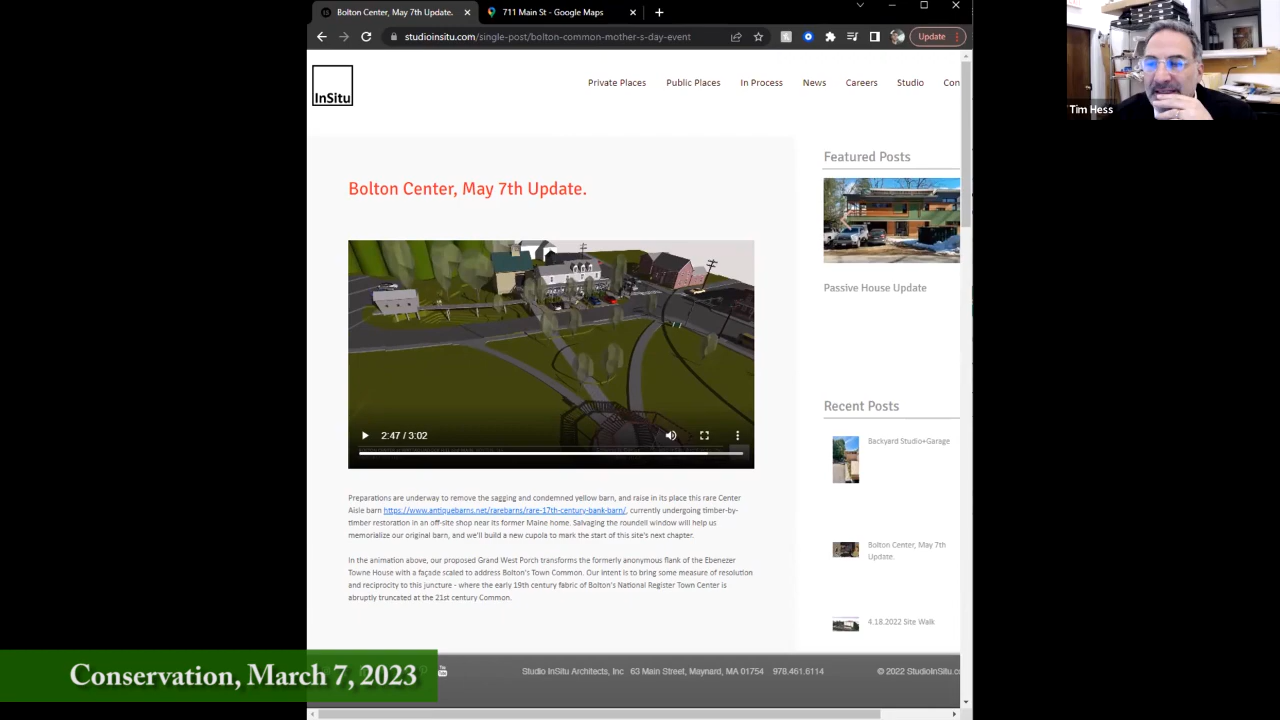 Bolton Center, May 7th Update.
711 Main St - Google Maps
studioinsitu.com/single-post/bolton-common-mother-s-day-event
Update
Tim Hess
InSitu
Private Places Public Places In Process News Careers Studio Con
Bolton Center, May 7th Update.
2:47 / 3:02
Preparations are underway to remove the sagging and condemned yellow barn, and raise in its place this rare Center
Aisle barn https://www.antiquebarns.net/rarebarns/rare-17th-century-bank-barn/, currently undergoing timber-by-
timber restoration in an off-site shop near its former Maine home. Salvaging the roundell window will help us
memorialize our original barn, and we'll build a new cupola to mark the start of this site's next chapter.
In the animation above, our proposed Grand West Porch transforms the formerly anonymous flank of the Ebenezer
Towne House with a façade scaled to address Bolton's Town Common. Our intent is to bring some measure of resolution
and reciprocity to this juncture - where the early 19th century fabric of Bolton's National Register Town Center is
abruptly truncated at the 21st century Common.
Featured Posts
Passive House Update
Recent Posts
Backyard Studio+Garage
Bolton Center, May 7th
Update.
4.18.2022 Site Walk
Studio InSitu Architects, Inc 63 Main Street, Maynard, MA 01754 978.461.6114 © 2022 StudioInSitu.co
Conservation, March 7, 2023